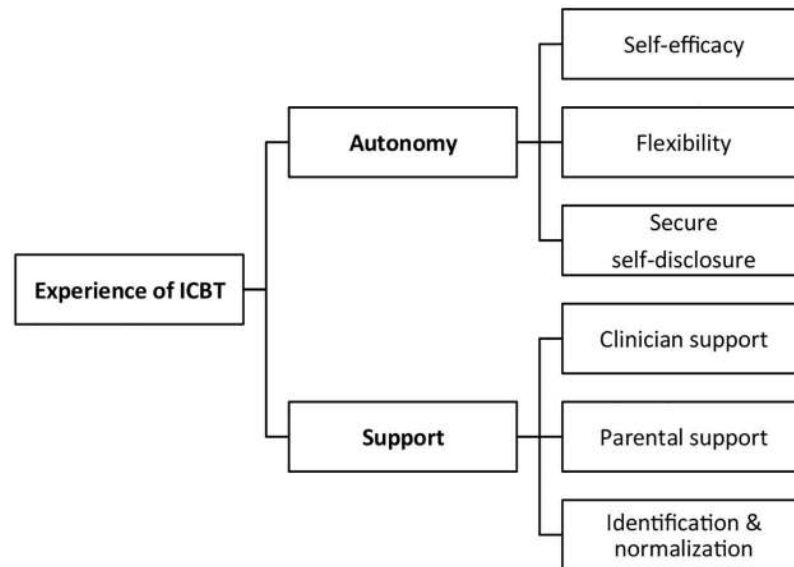 Experience of ICBT
Autonomy
Self-efficacy
Flexibility
Secure
self-disclosure
Support
Clinician support
Parental support
Identification &
normalization